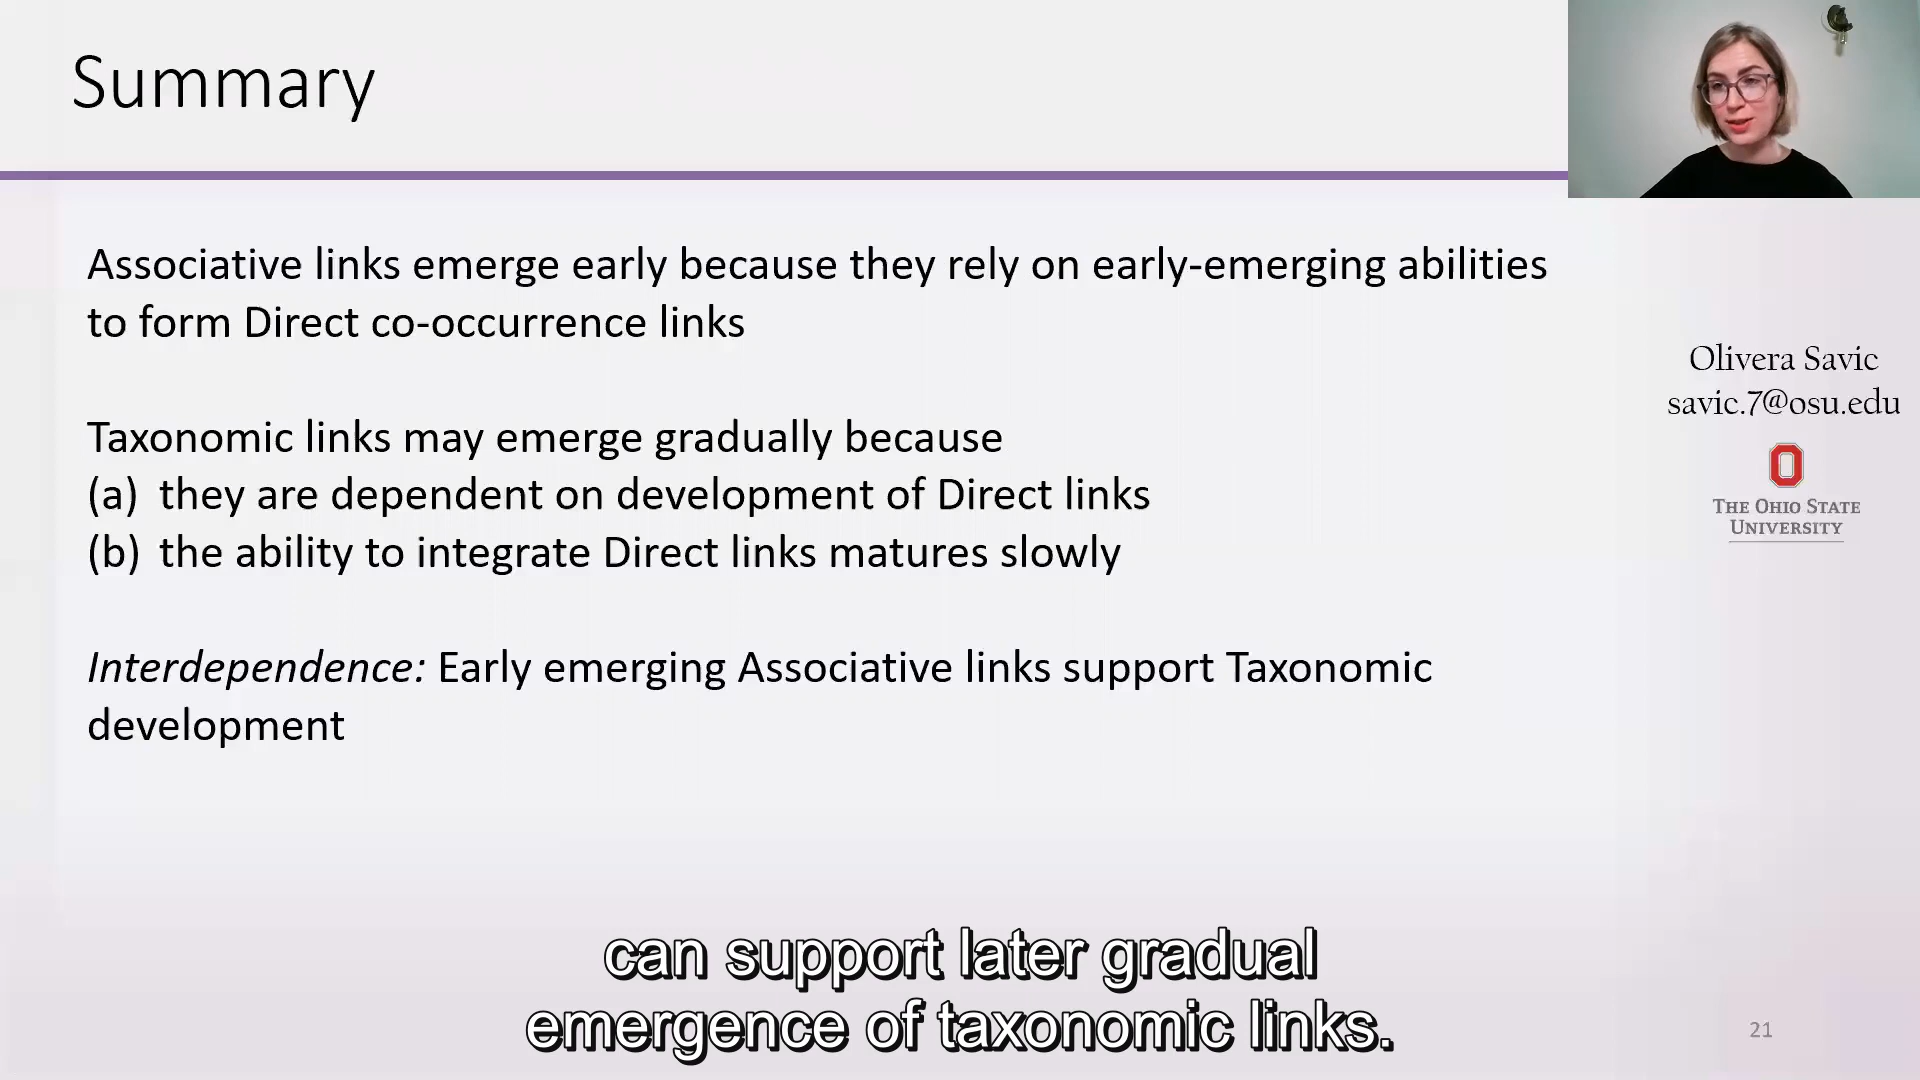 Summary
Associative links emerge early because they rely on early-emerging abilities
to form Direct co-occurrence links
Taxonomic links may emerge gradually because
(a) they are dependent on development of Direct links
(b) the ability to integrate Direct links matures slowly
Interdependence: Early emerging Associative links support Taxonomic
development
Olivera Savic
savic.7@osu.edu
THE OHIO STATE
UNIVERSITY
can support later gradual
emergence of taxonomic links.
21